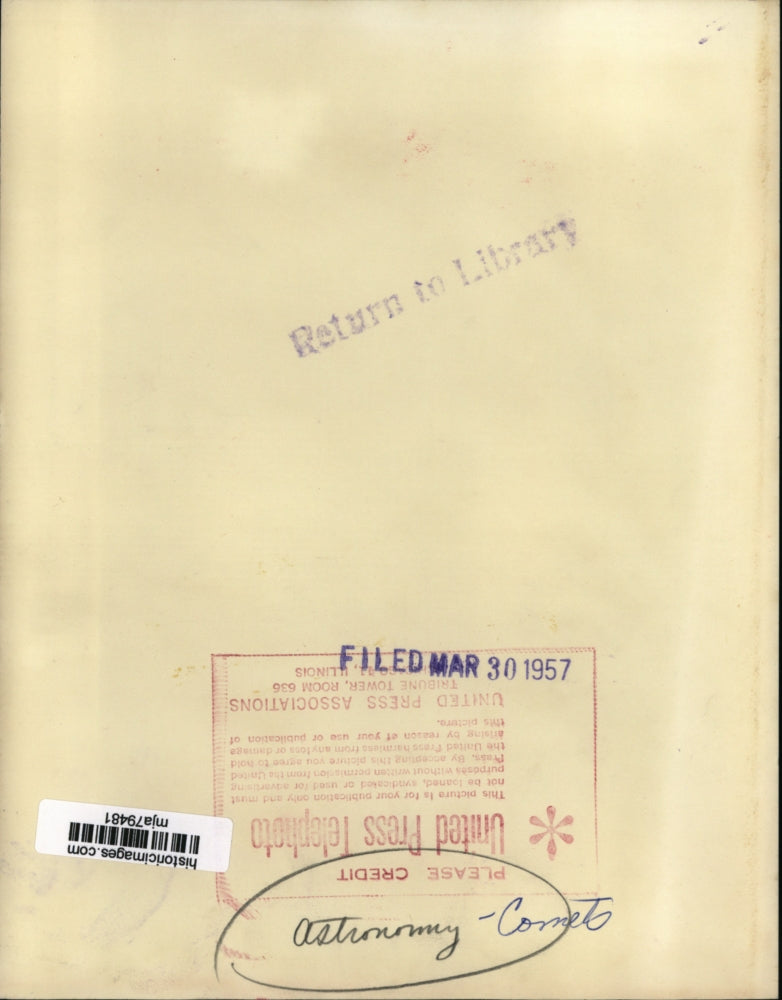 Return to Library
FILED MAR 30 1957
PLEASE CREDIT
United Press Telephoto
This picture is for your publication only and must
not be loaned, syndicated or used for advertising
purposes without written permission from the United
Press. By accepting this picture you agree to hold
the United Press harmless from any loss or damage
arising by reason of your use or publication of
this picture.
UNITED PRESS ASSOCIATIONS
TRIBUNE TOWER, ROOM 636
ILLINOIS
historicimages.com
mja79481
Astronomy - Comets